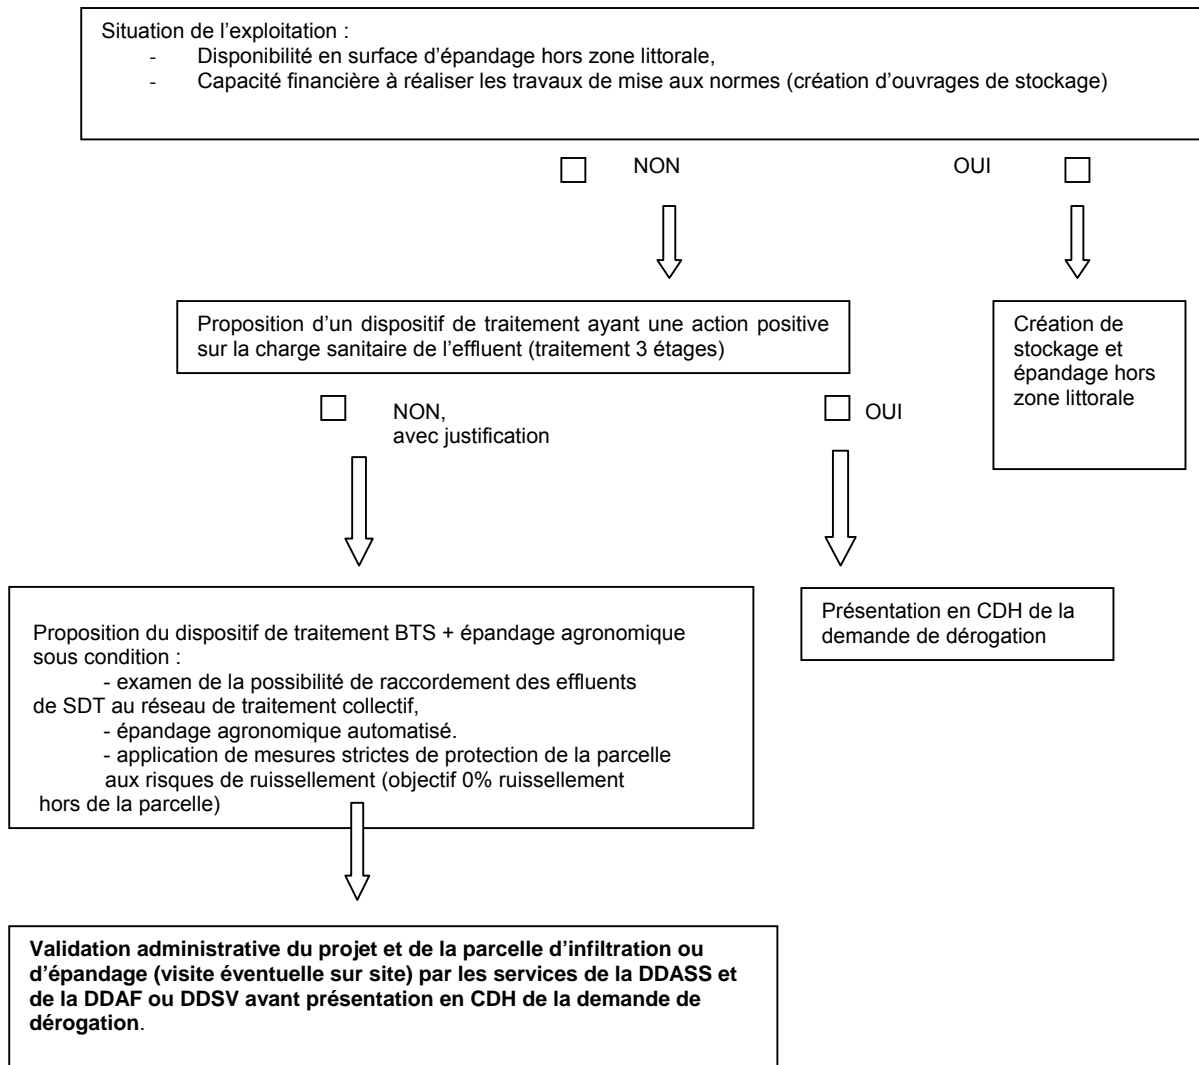 Situation de l’exploitation :
- Disponibilité en surface d’épandage hors zone littorale,
- Capacité financière à réaliser les travaux de mise aux normes (création d’ouvrages de stockage)
NON
OUI
Proposition d’un dispositif de traitement ayant une action positive
sur la charge sanitaire de l’effluent (traitement 3 étages)
Création de
stockage et
épandage hors
zone littorale
NON,
avec justification
OUI
Proposition du dispositif de traitement BTS + épandage agronomique
sous condition :
- examen de la possibilité de raccordement des effluents
de SDT au réseau de traitement collectif,
- épandage agronomique automatisé.
- application de mesures strictes de protection de la parcelle
aux risques de ruissellement (objectif 0% ruissellement
hors de la parcelle)
Présentation en CDH de la
demande de dérogation
Validation administrative du projet et de la parcelle d’infiltration ou
d’épandage (visite éventuelle sur site) par les services de la DDASS et
de la DDAF ou DDSV avant présentation en CDH de la demande de
dérogation.